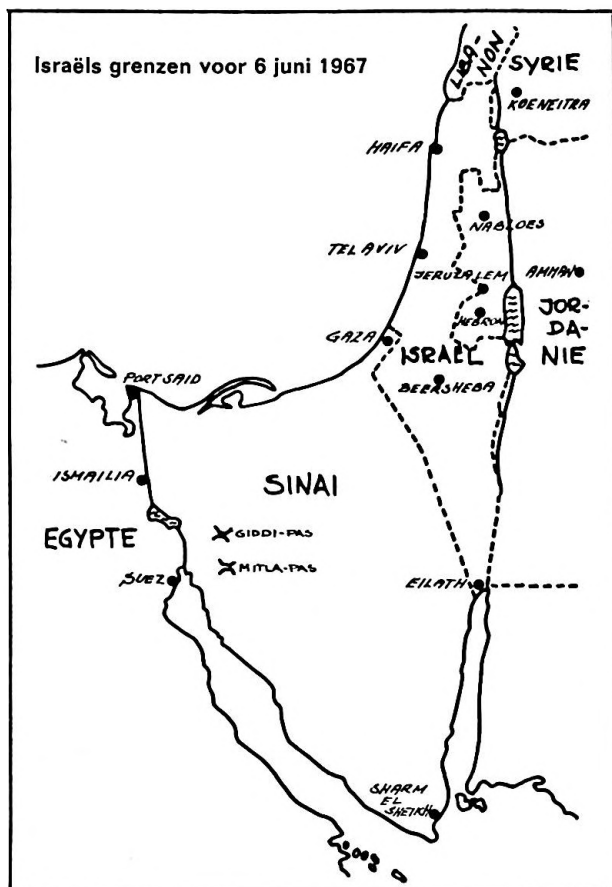 Israëls grenzen voor 6 juni 1967
LIBA-
NON
SYRIE
KOENEITRA
HAIFA
NABLOES
TEL AVIV
JERUZALEM
AMMAN
HEBRON
JOR-
DA-
NIE
GAZA
ISRAËL
BEERSHEBA
PORT SAID
ISMAILIA
SINAI
EGYPTE
GIDDI-PAS
MITLA-PAS
SUEZ
EILATH
SHARM
EL
SHEIKH